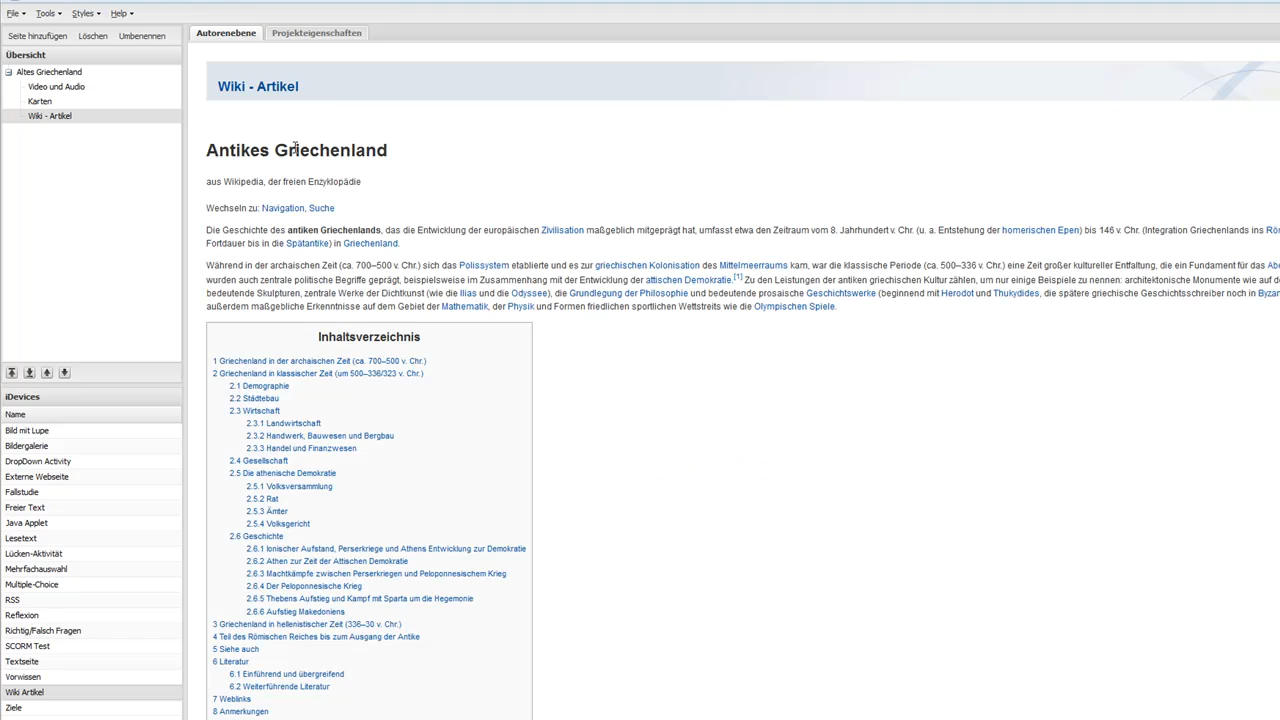 File Tools Styles Help
Seite hinzufügen Löschen Umbenennen
Übersicht
Altes Griechenland
Video und Audio
Karten
Wiki - Artikel
iDevices
Name
Bild mit Lupe
Bildergalerie
DropDown Activity
Externe Webseite
Fallstudie
Freier Text
Java Applet
Lesetext
Lücken-Aktivität
Mehrfachauswahl
Multiple-Choice
RSS
Reflexion
Richtig/Falsch Fragen
SCORM Test
Textseite
Vorwissen
Wiki Artikel
Ziele
Autorenebene Projekteigenschaften
Wiki - Artikel
Antikes Griechenland
aus Wikipedia, der freien Enzyklopädie
Wechseln zu: Navigation, Suche
Die Geschichte des antiken Griechenlands, das die Entwicklung der europäischen Zivilisation maßgeblich mitgeprägt hat, umfasst etwa den Zeitraum vom 8. Jahrhundert v. Chr. (u. a. Entstehung der homerischen Epen) bis 146 v. Chr. (Integration Griechenlands ins Rö
Fortdauer bis in die Spätantike) in Griechenland.
Während in der archaischen Zeit (ca. 700–500 v. Chr.) sich das Polissystem etablierte und es zur griechischen Kolonisation des Mittelmeerraums kam, war die klassische Periode (ca. 500–336 v. Chr.) eine Zeit großer kultureller Entfaltung, die ein Fundament für das Abe
wurden auch zentrale politische Begriffe geprägt, beispielsweise im Zusammenhang mit der Entwicklung der attischen Demokratie.[1] Zu den Leistungen der antiken griechischen Kultur zählen, um nur einige Beispiele zu nennen: architektonische Monumente wie auf d
bedeutende Skulpturen, zentrale Werke der Dichtkunst (wie die Ilias und die Odyssee), die Grundlegung der Philosophie und bedeutende prosaische Geschichtswerke (beginnend mit Herodot und Thukydides, die spätere griechische Geschichtsschreiber noch in Byza
außerdem maßgebliche Erkenntnisse auf dem Gebiet der Mathematik, der Physik und Formen friedlichen sportlichen Wettstreits wie die Olympischen Spiele.
Inhaltsverzeichnis
1 Griechenland in der archaischen Zeit (ca. 700–500 v. Chr.)
2 Griechenland in klassischer Zeit (um 500–336/323 v. Chr.)
2.1 Demographie
2.2 Städtebau
2.3 Wirtschaft
2.3.1 Landwirtschaft
2.3.2 Handwerk, Bauwesen und Bergbau
2.3.3 Handel und Finanzwesen
2.4 Gesellschaft
2.5 Die athenische Demokratie
2.5.1 Volksversammlung
2.5.2 Rat
2.5.3 Ämter
2.5.4 Volksgericht
2.6 Geschichte
2.6.1 Ionischer Aufstand, Perserkriege und Athens Entwicklung zur Demokratie
2.6.2 Athen zur Zeit der Attischen Demokratie
2.6.3 Machtkämpfe zwischen Perserkriegen und Peloponnesischem Krieg
2.6.4 Der Peloponnesische Krieg
2.6.5 Thebens Aufstieg und Kampf mit Sparta um die Hegemonie
2.6.6 Aufstieg Makedoniens
3 Griechenland in hellenistischer Zeit (336–30 v. Chr.)
4 Teil des Römischen Reiches bis zum Ausgang der Antike
5 Siehe auch
6 Literatur
6.1 Einführend und übergreifend
6.2 Weiterführende Literatur
7 Weblinks
8 Anmerkungen